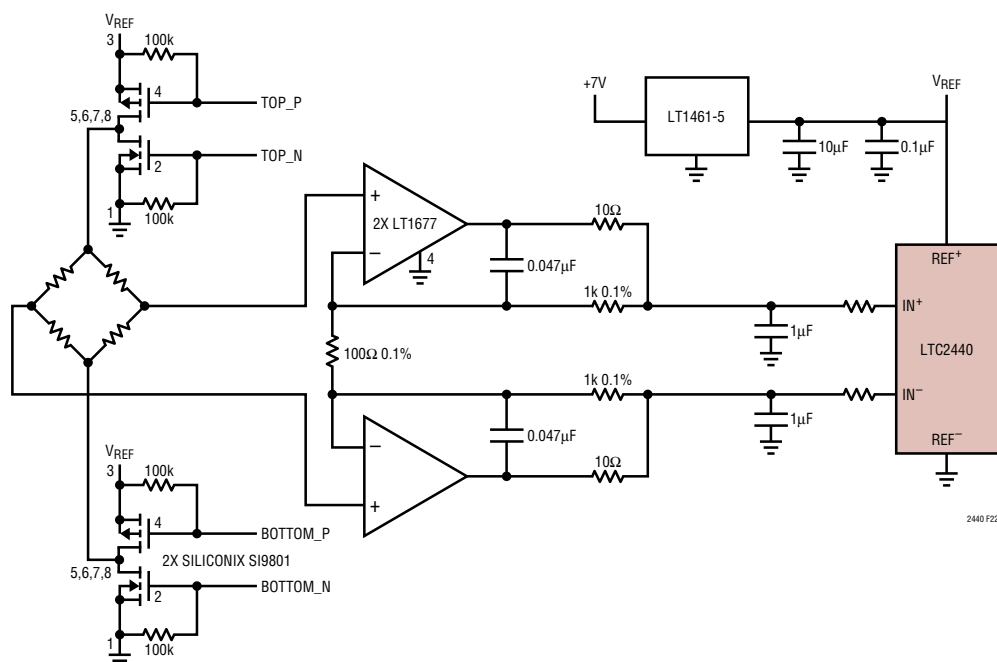 VREF
3
100k
4
TOP_P
5,6,7,8
TOP_N
2
1
100k
+7V
LT1461-5
VREF
10µF
0.1µF
+
2X LT1677
−
4
10Ω
0.047µF
1k 0.1%
REF+
IN+
1µF
LTC2440
100Ω 0.1%
1k 0.1%
IN−
1µF
−
0.047µF
+
10Ω
REF−
2440 F22
VREF
3
100k
4
BOTTOM_P
2X SILICONIX SI9801
5,6,7,8
BOTTOM_N
2
1
100k